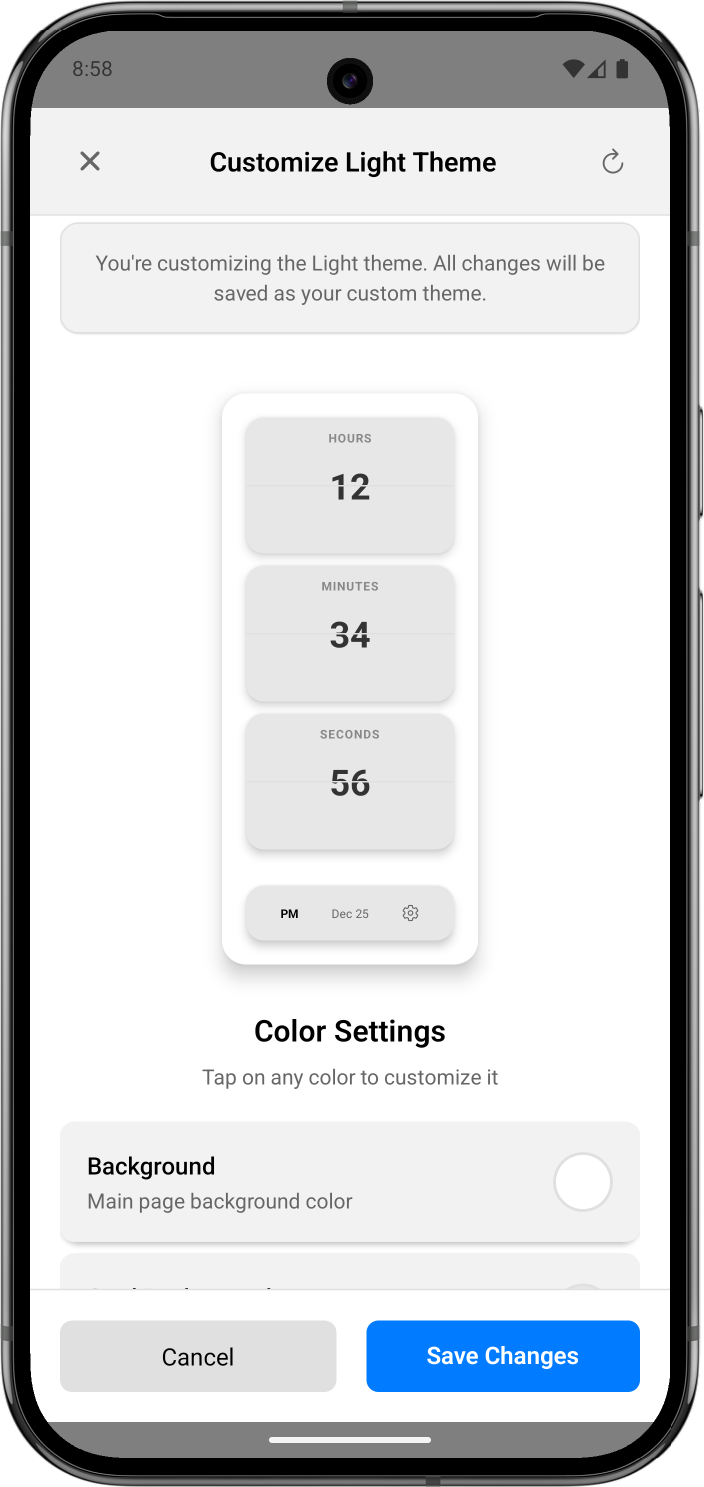 8:58
Customize Light Theme
You're customizing the Light theme. All changes will be
saved as your custom theme.
HOURS
12
MINUTES
34
SECONDS
56
PM Dec 25
Color Settings
Tap on any color to customize it
Background
Main page background color
Cancel Save Changes